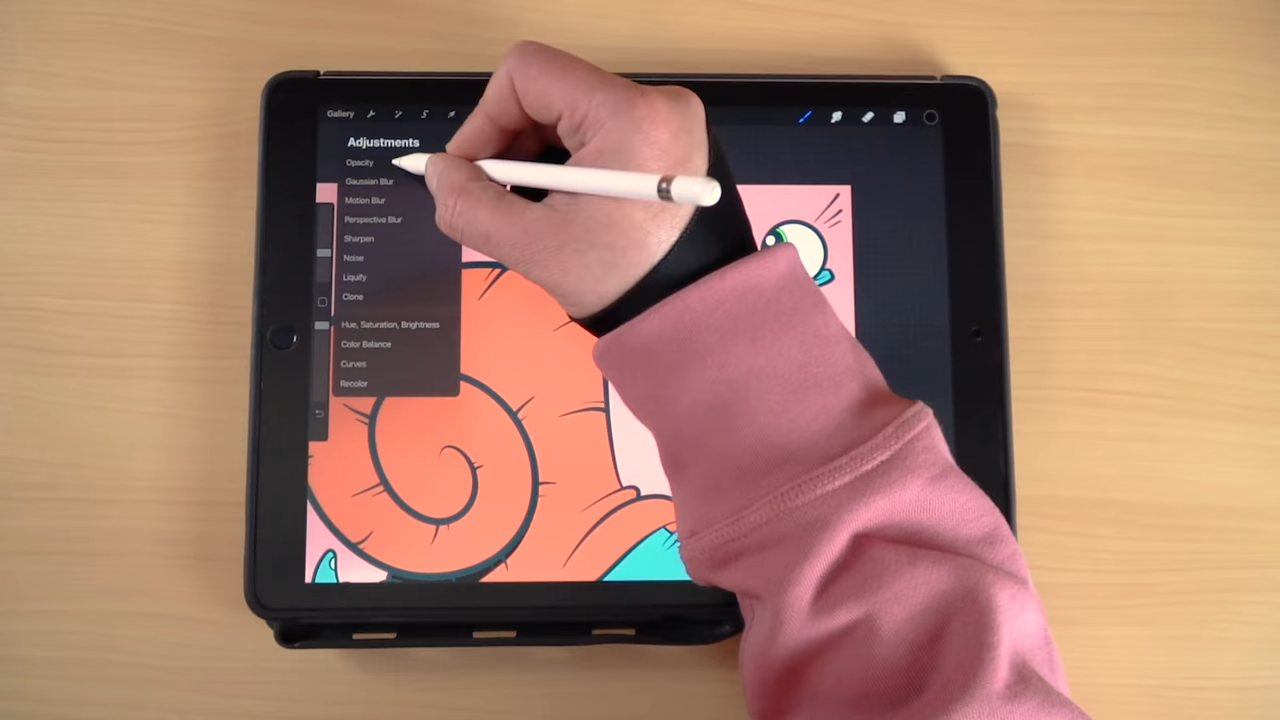 Gallery
Adjustments
Opacity
Gaussian Blur
Motion Blur
Perspective Blur
Sharpen
Noise
Liquify
Clone
Hue, Saturation, Brightness
Color Balance
Curves
Recolor